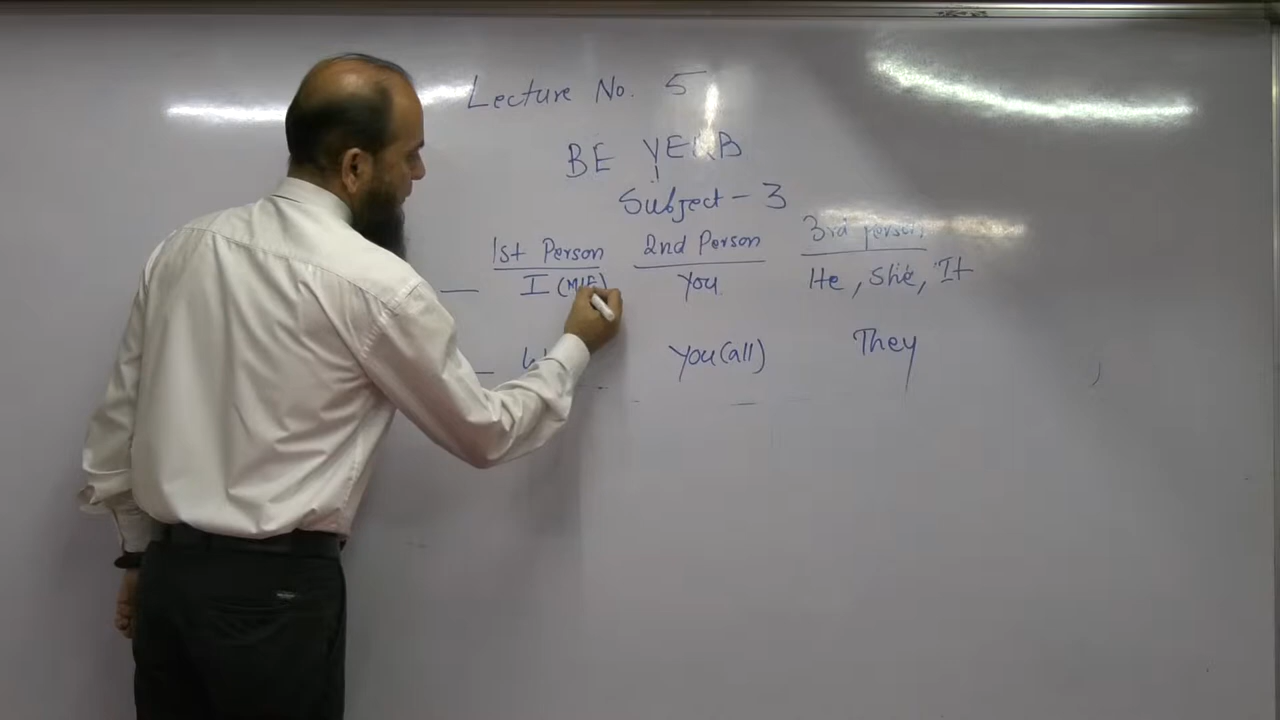 Lecture No. 5
BE VERB
Subject - 3
1st Person 2nd Person 3rd person
I (M/F) You He, She, It
You (all) They